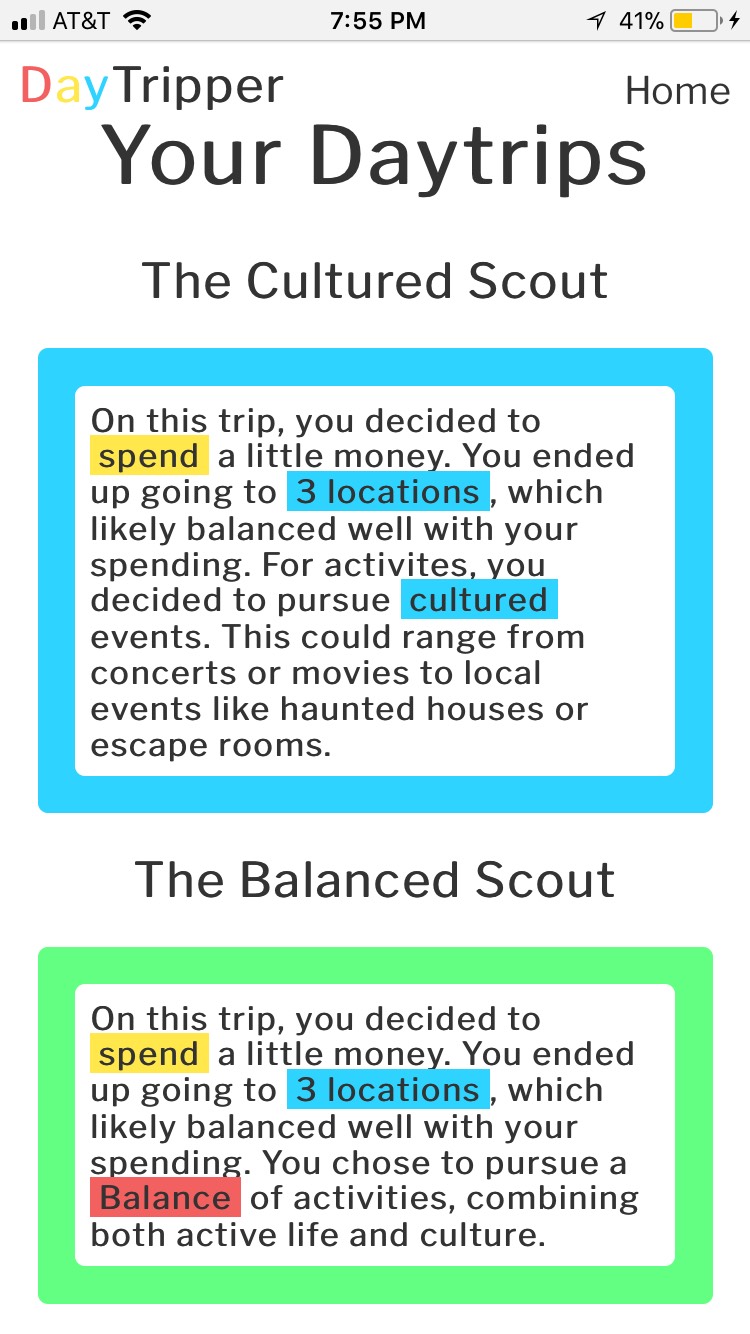 AT&T 7:55 PM 41%
DayTripper Home
Your Daytrips
The Cultured Scout
On this trip, you decided to
spend a little money. You ended
up going to 3 locations, which
likely balanced well with your
spending. For activites, you
decided to pursue cultured
events. This could range from
concerts or movies to local
events like haunted houses or
escape rooms.
The Balanced Scout
On this trip, you decided to
spend a little money. You ended
up going to 3 locations, which
likely balanced well with your
spending. You chose to pursue a
Balance of activities, combining
both active life and culture.